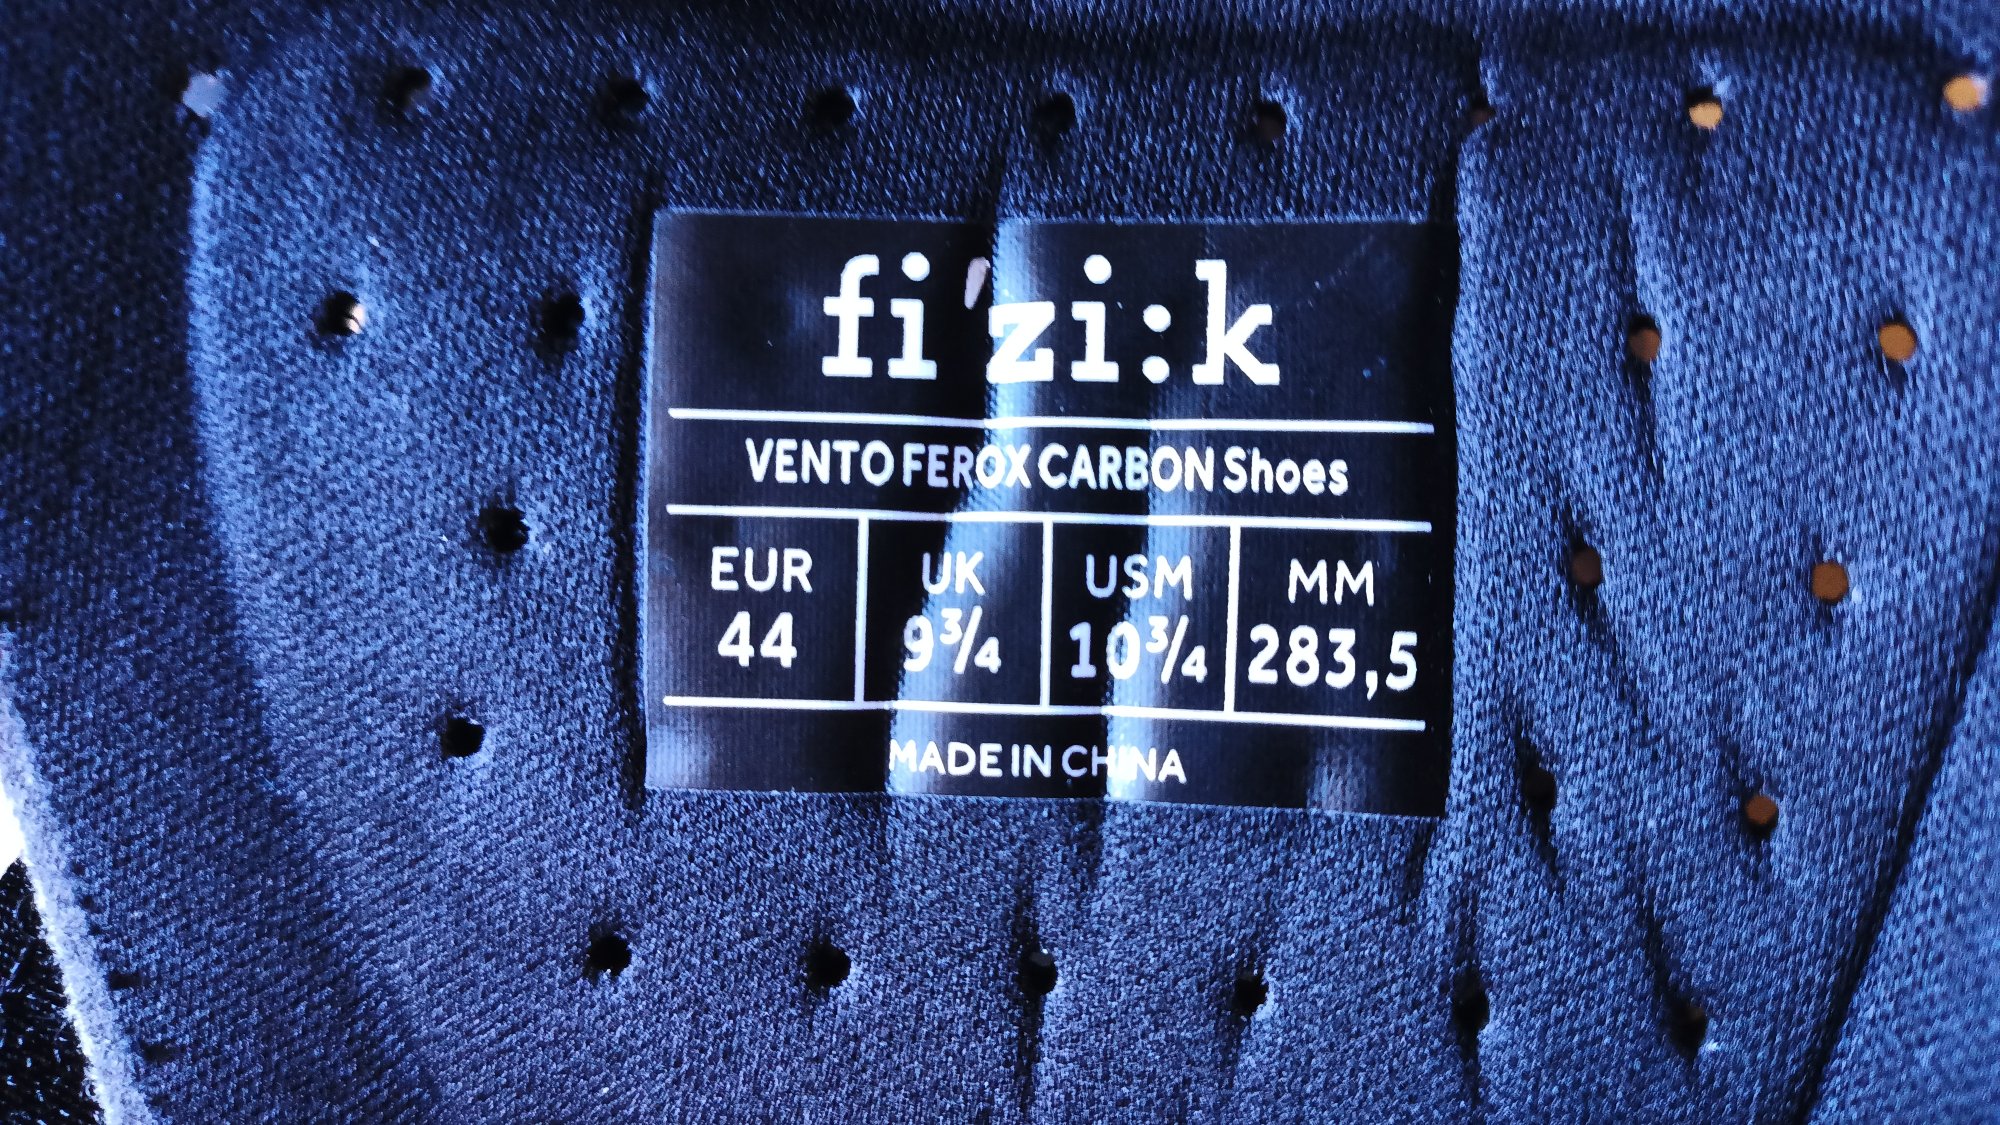 fi'zi:k
VENTO FEROX CARBON Shoes
EUR UK USM MM
44 9¾ 10¾ 283,5
MADE IN CHINA